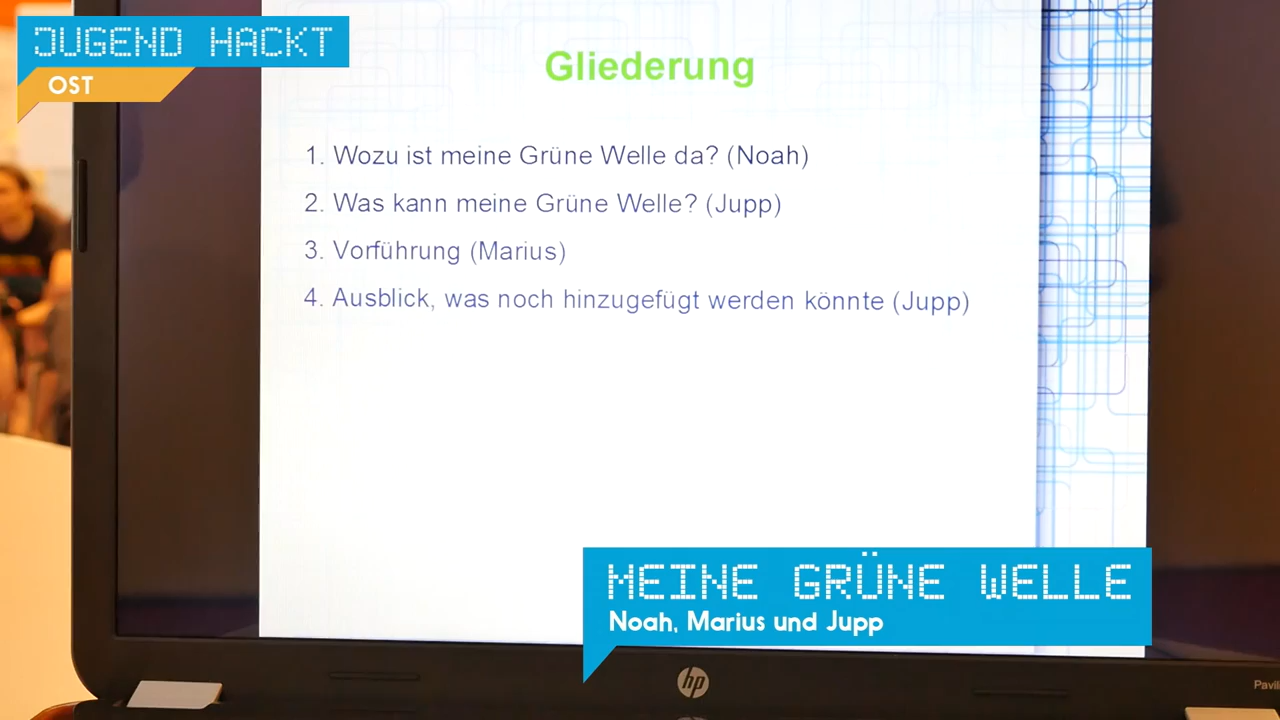 JUGEND HACKT
OST
Gliederung
1. Wozu ist meine Grüne Welle da? (Noah)
2. Was kann meine Grüne Welle? (Jupp)
3. Vorführung (Marius)
4. Ausblick, was noch hinzugefügt werden könnte (Jupp)
MEINE GRÜNE WELLE
Noah, Marius und Jupp
hp